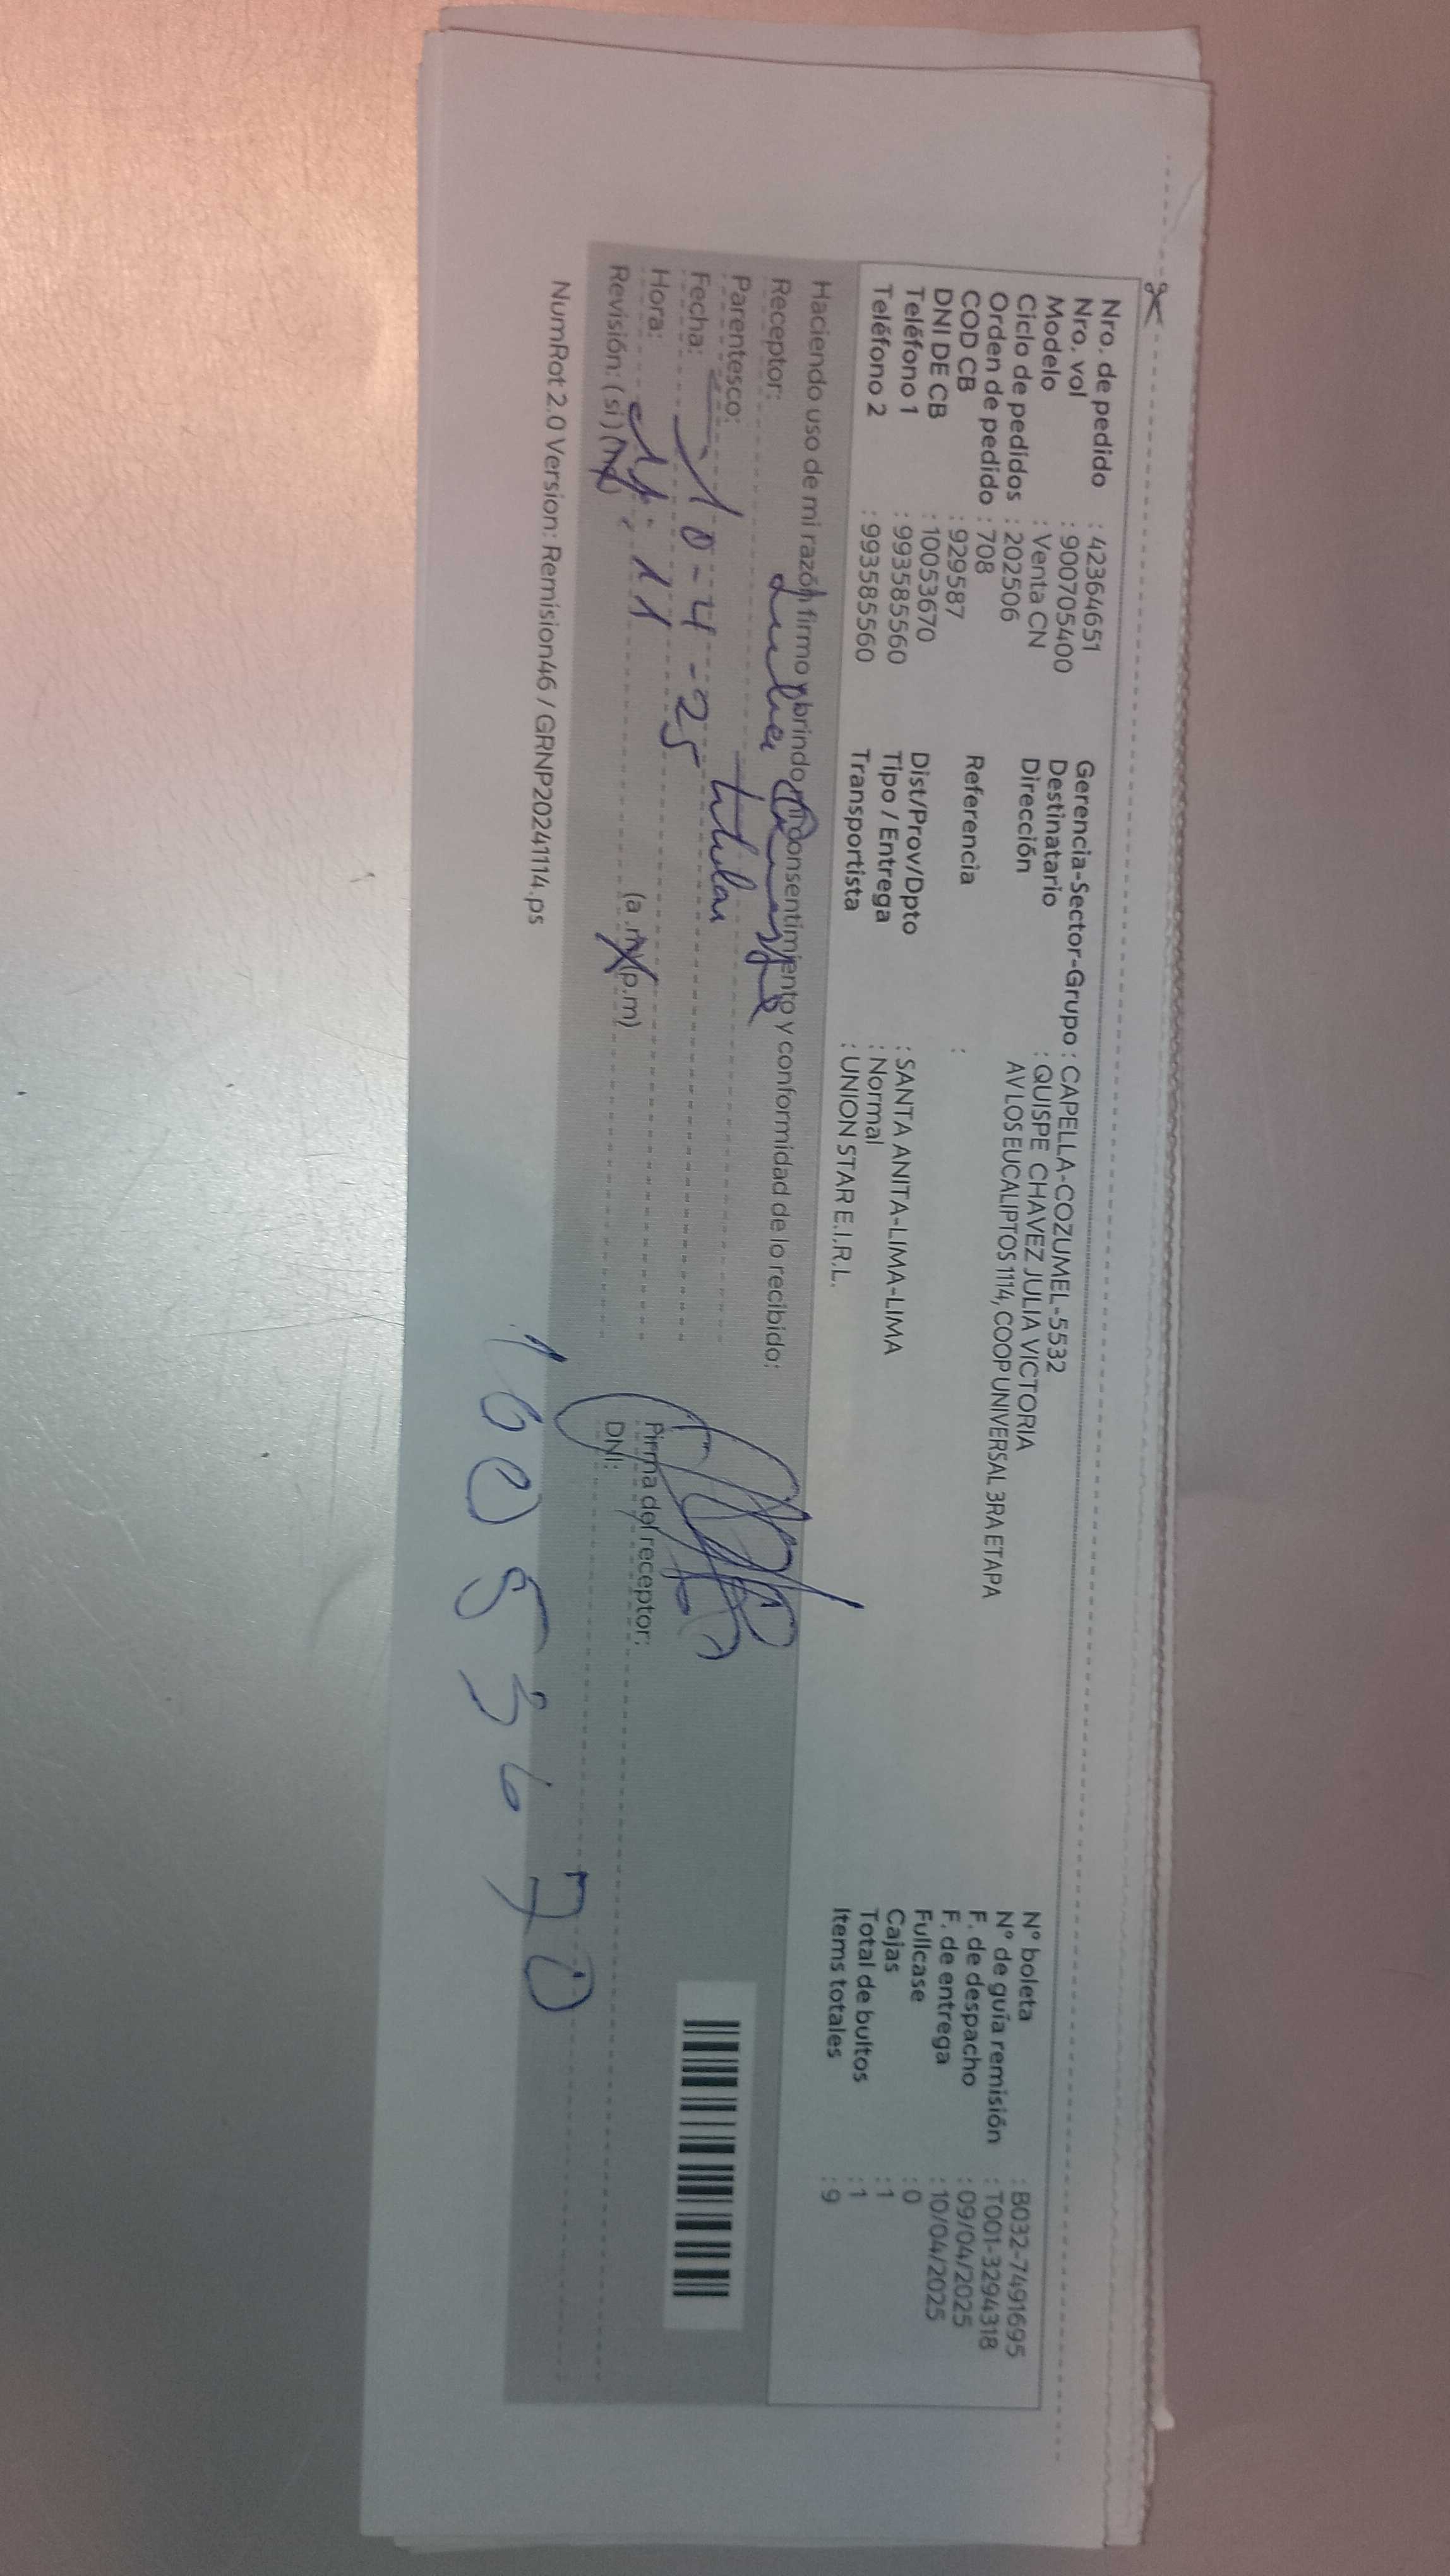 Nro. de pedido : 42364651
Nro. vol : 900705400
Modelo : Venta CN
Ciclo de pedidos : 202506
Orden de pedido : 708
COD CB : 929587
DNI DE CB : 10053670
Teléfono 1 : 993585560
Teléfono 2 : 993585560
Gerencia-Sector-Grupo : CAPELLA-COZUMEL-5532
Destinatario : QUISPE CHAVEZ JULIA VICTORIA
Dirección AV LOS EUCALIPTOS 1114, COOP UNIVERSAL 3RA ETAPA
Referencia :
Dist/Prov/Dpto : SANTA ANITA-LIMA-LIMA
Tipo / Entrega : Normal
Transportista : UNION STAR E.I.R.L.
N° boleta : B032-7491695
N° de guía remisión : T001-3294318
F. de despacho : 09/04/2025
F. de entrega : 10/04/2025
Fullcase : 0
Cajas : 1
Total de bultos : 1
Items totales : 9
Haciendo uso de mi razón firmo y brindo mi consentimiento y conformidad de lo recibido:
Receptor:
Parentesco: titular
Fecha: 10-4-25
Hora: 11 (a.m) (p.m)
Revisión: (si) (no)
Firma del receptor:
DNI: 10053670
NumRot 2.0 Version: Remision46 / GRNP20241114.ps